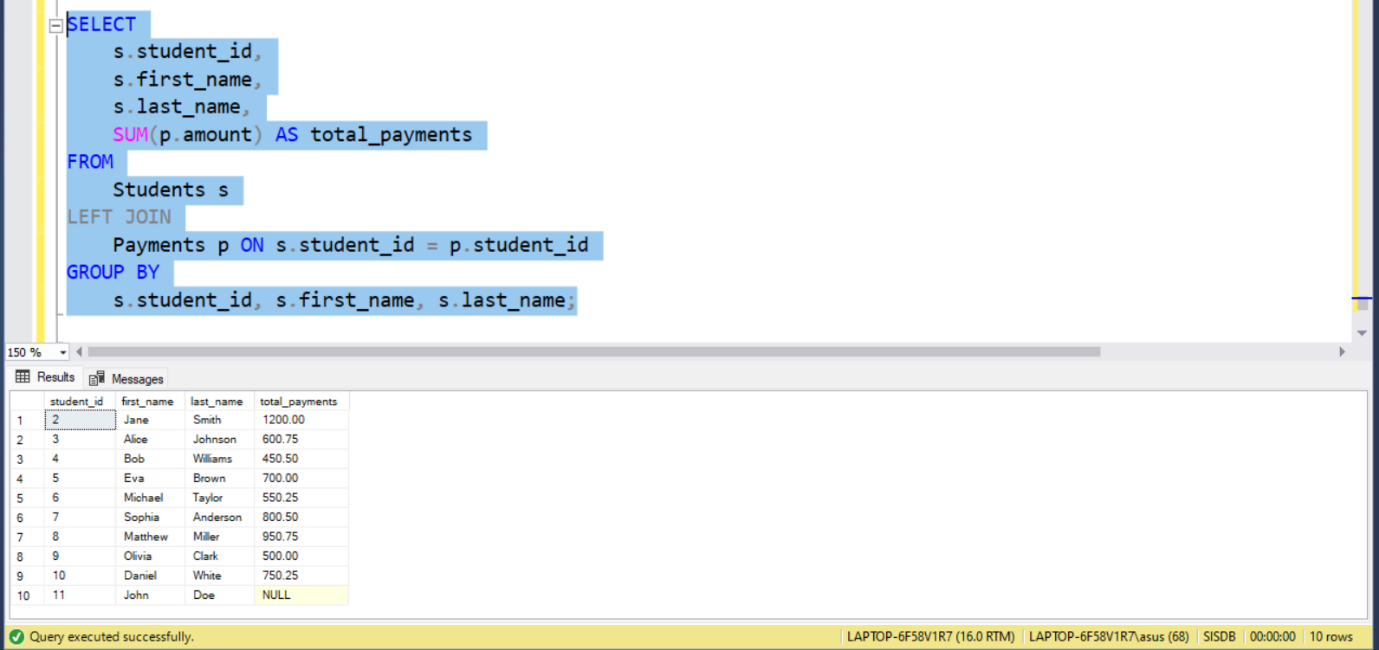 SELECT
s.student_id,
s.first_name,
s.last_name,
SUM(p.amount) AS total_payments
FROM
Students s
LEFT JOIN
Payments p ON s.student_id = p.student_id
GROUP BY
s.student_id, s.first_name, s.last_name;
150 %
Results Messages
student_id first_name last_name total_payments
1 2 Jane Smith 1200.00
2 3 Alice Johnson 600.75
3 4 Bob Williams 450.50
4 5 Eva Brown 700.00
5 6 Michael Taylor 550.25
6 7 Sophia Anderson 800.50
7 8 Matthew Miller 950.75
8 9 Olivia Clark 500.00
9 10 Daniel White 750.25
10 11 John Doe NULL
Query executed successfully. LAPTOP-6F58V1R7 (16.0 RTM) LAPTOP-6F58V1R7\asus (68) SISDB 00:00:00 10 rows